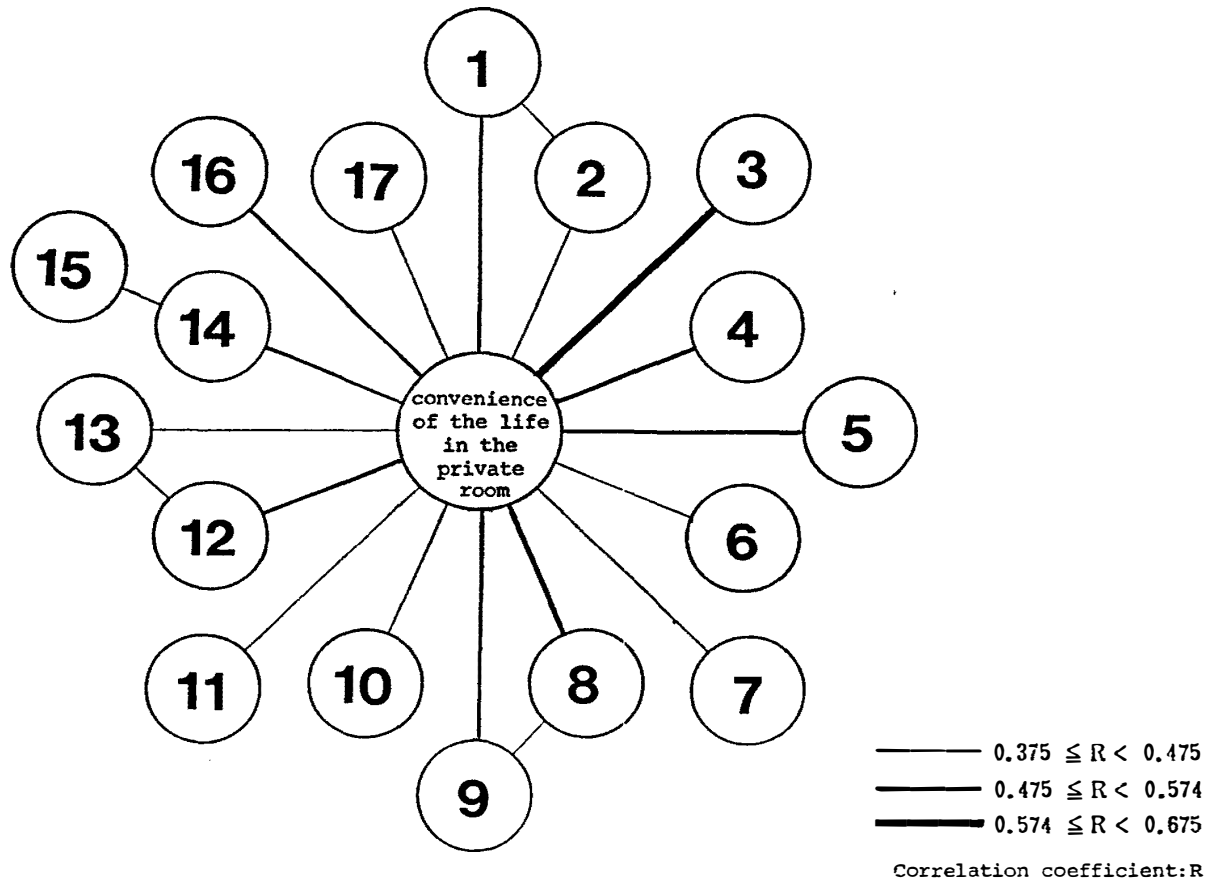 1
2
3
4
5
6
7
8
9
10
11
12
13
14
15
16
17
convenience
of the life
in the
private
room
0.375 ≦ R < 0.475
0.475 ≦ R < 0.574
0.574 ≦ R < 0.675
Correlation coefficient:R